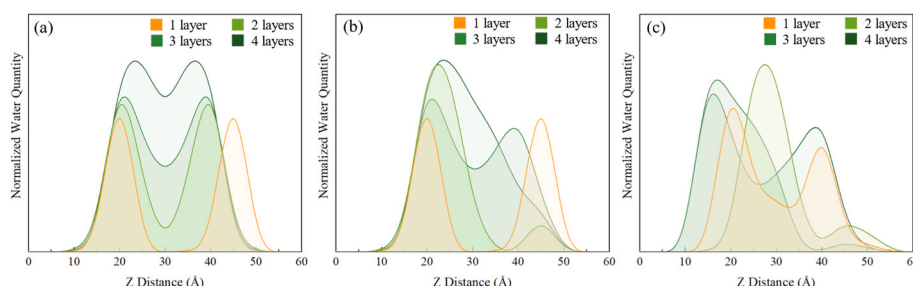 (a)
1 layer
2 layers
3 layers
4 layers
Normalized Water Quantity
0
10
20
30
40
50
60
Z Distance (Å)
(b)
1 layer
2 layers
3 layers
4 layers
Normalized Water Quantity
0
10
20
30
40
50
60
Z Distance (Å)
(c)
1 layer
2 layers
3 layers
4 layers
Normalized Water Quantity
0
10
20
30
40
50
60
Z Distance (Å)